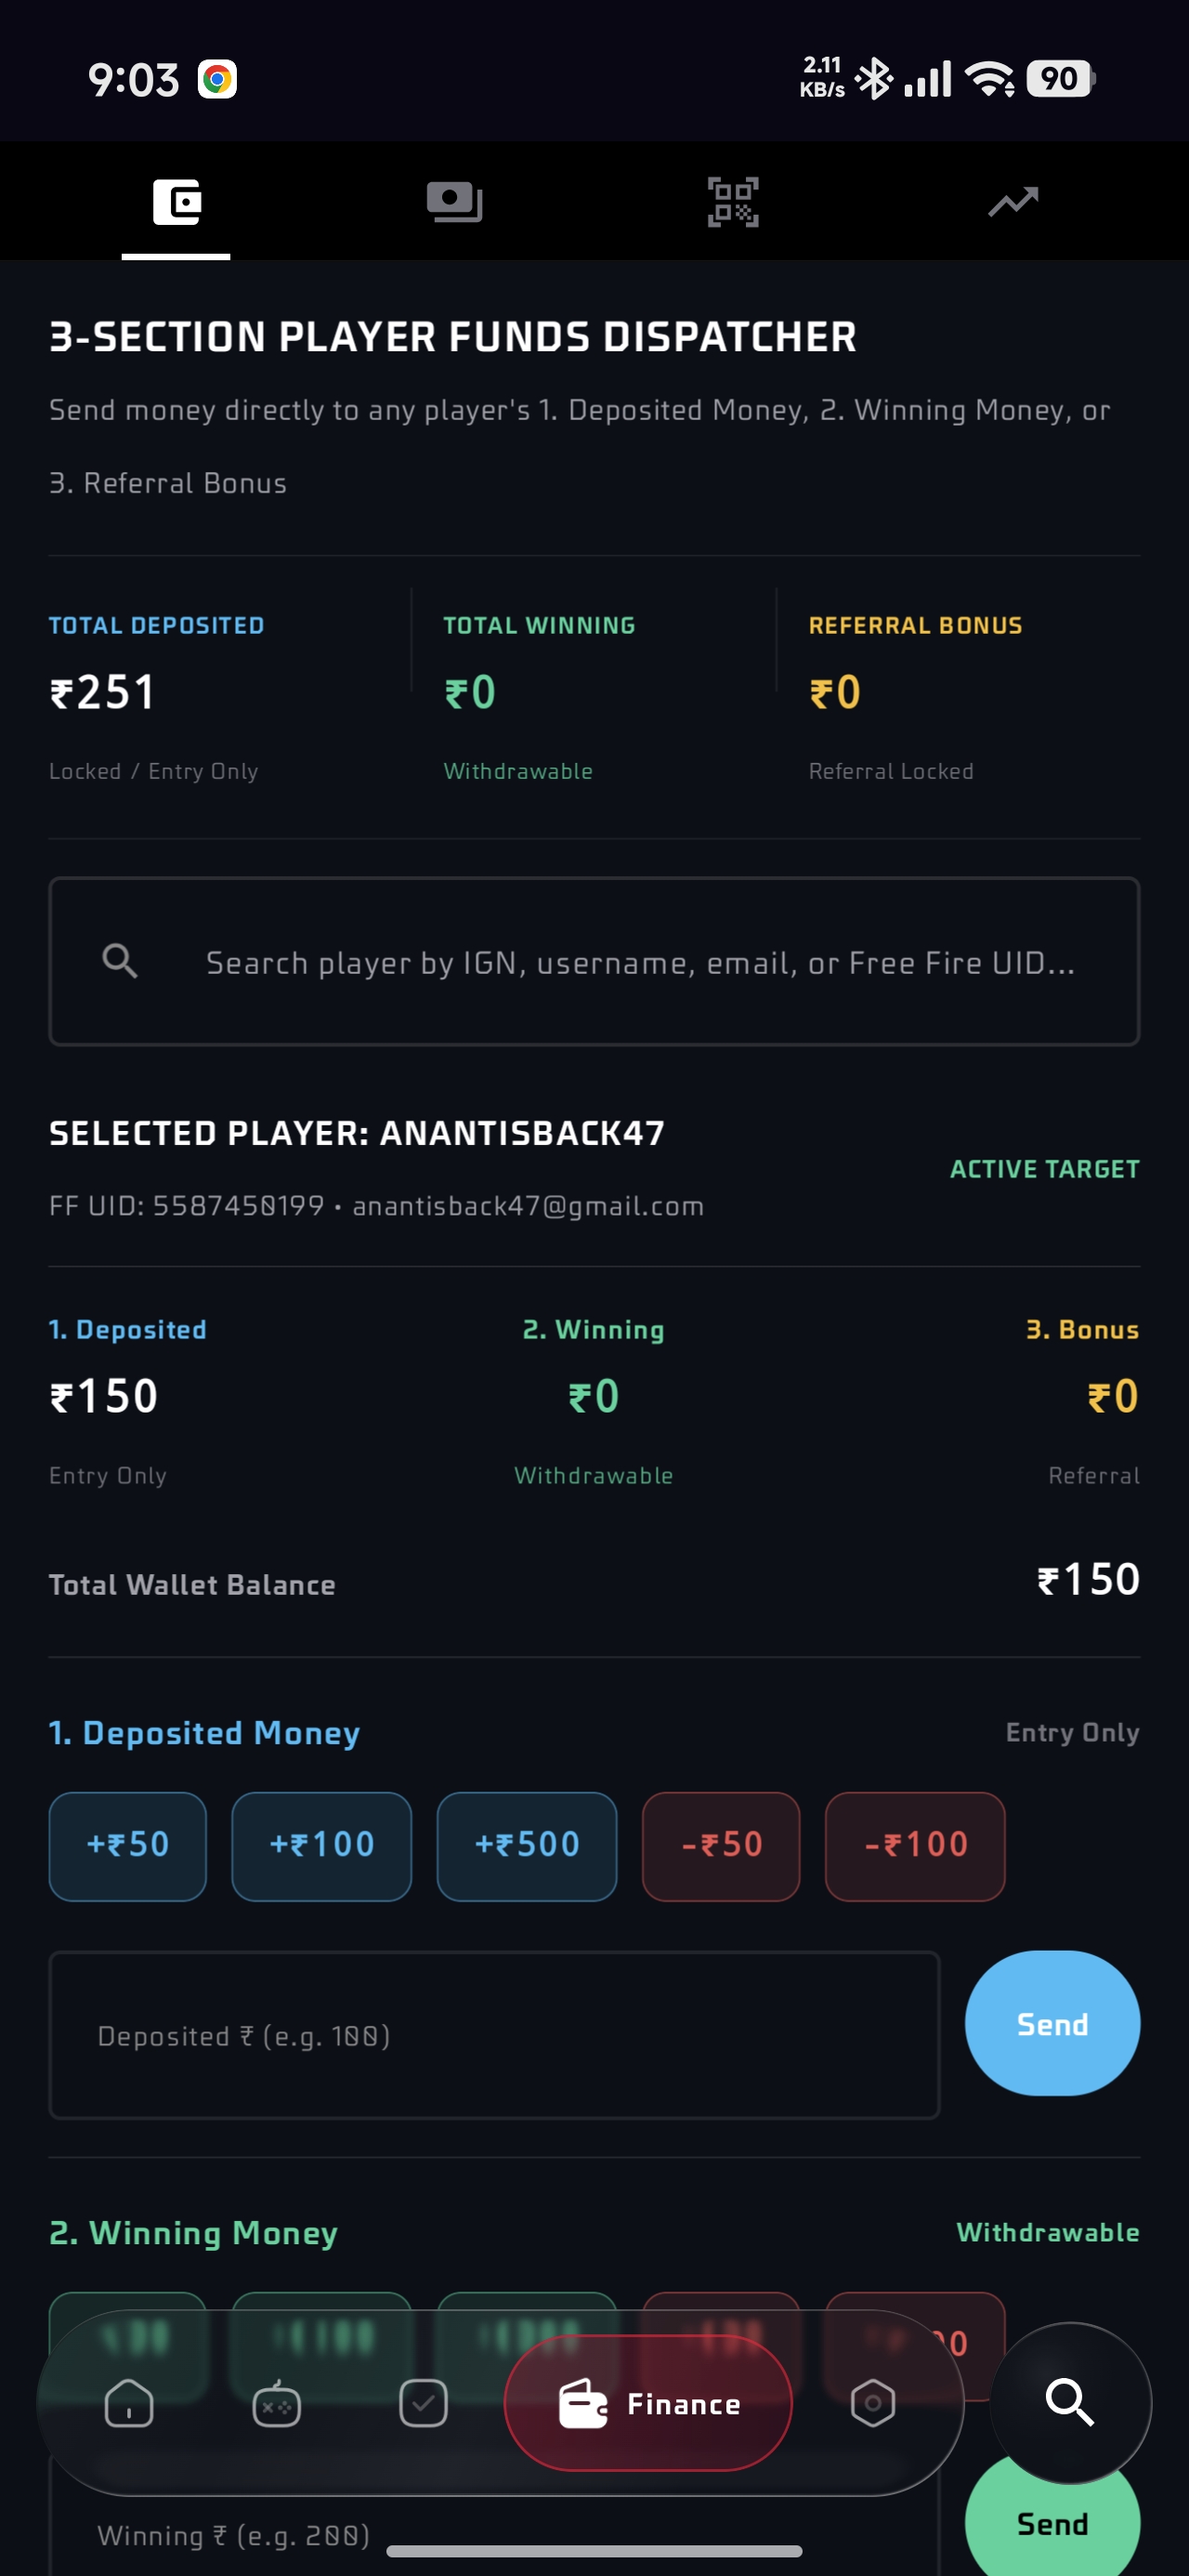 9:03
2.11
KB/s
90
3-SECTION PLAYER FUNDS DISPATCHER
Send money directly to any player's 1. Deposited Money, 2. Winning Money, or
3. Referral Bonus
TOTAL DEPOSITED
TOTAL WINNING
REFERRAL BONUS
₹251
₹0
₹0
Locked / Entry Only
Withdrawable
Referral Locked
Search player by IGN, username, email, or Free Fire UID...
SELECTED PLAYER: ANANTISBACK47
ACTIVE TARGET
FF UID: 5587450199 • anantisback47@gmail.com
1. Deposited
2. Winning
3. Bonus
₹150
₹0
₹0
Entry Only
Withdrawable
Referral
Total Wallet Balance
₹150
1. Deposited Money
Entry Only
+₹50
+₹100
+₹500
-₹50
-₹100
Deposited ₹ (e.g. 100)
Send
2. Winning Money
Withdrawable
Finance
Winning ₹ (e.g. 200)
Send